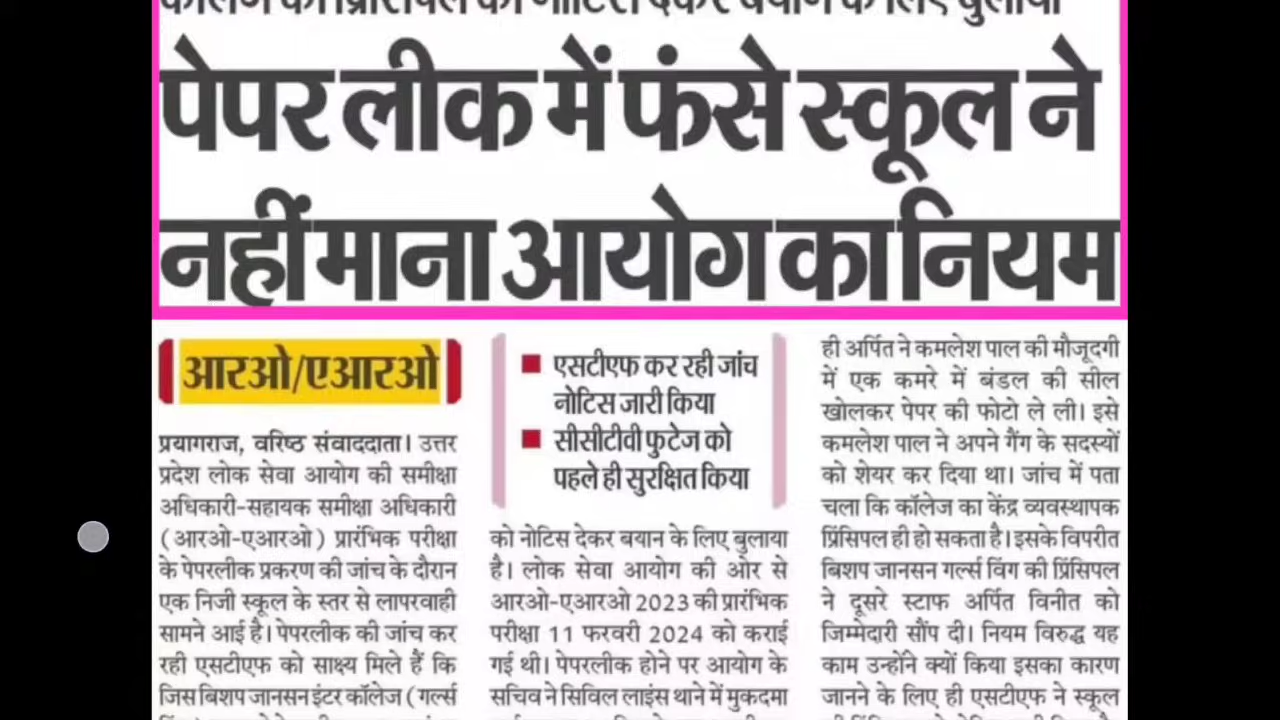 कॉलेज की प्रिंसिपल को नोटिस देकर बयान के लिए बुलाया
पेपर लीक में फंसे स्कूल ने
नहीं माना आयोग का नियम
आरओ/एआरओ
प्रयागराज, वरिष्ठ संवाददाता। उत्तर
प्रदेश लोक सेवा आयोग की समीक्षा
अधिकारी-सहायक समीक्षा अधिकारी
(आरओ-एआरओ) प्रारंभिक परीक्षा
के पेपरलीक प्रकरण की जांच के दौरान
एक निजी स्कूल के स्तर से लापरवाही
सामने आई है। पेपरलीक की जांच कर
रही एसटीएफ को साक्ष्य मिले हैं कि
जिस बिशप जानसन इंटर कॉलेज (गर्ल्स
एसटीएफ कर रही जांच
नोटिस जारी किया
सीसीटीवी फुटेज को
पहले ही सुरक्षित किया
को नोटिस देकर बयान के लिए बुलाया
है। लोक सेवा आयोग की ओर से
आरओ-एआरओ 2023 की प्रारंभिक
परीक्षा 11 फरवरी 2024 को कराई
गई थी। पेपरलीक होने पर आयोग के
सचिव ने सिविल लाइंस थाने में मुकदमा
ही अर्पित ने कमलेश पाल की मौजूदगी
में एक कमरे में बंडल की सील
खोलकर पेपर की फोटो ले ली। इसे
कमलेश पाल ने अपने गैंग के सदस्यों
को शेयर कर दिया था। जांच में पता
चला कि कॉलेज का केंद्र व्यवस्थापक
प्रिंसिपल ही हो सकता है। इसके विपरीत
बिशप जानसन गर्ल्स विंग की प्रिंसिपल
ने दूसरे स्टाफ अर्पित विनीत को
जिम्मेदारी सौंप दी। नियम विरुद्ध यह
काम उन्होंने क्यों किया इसका कारण
जानने के लिए ही एसटीएफ ने स्कूल